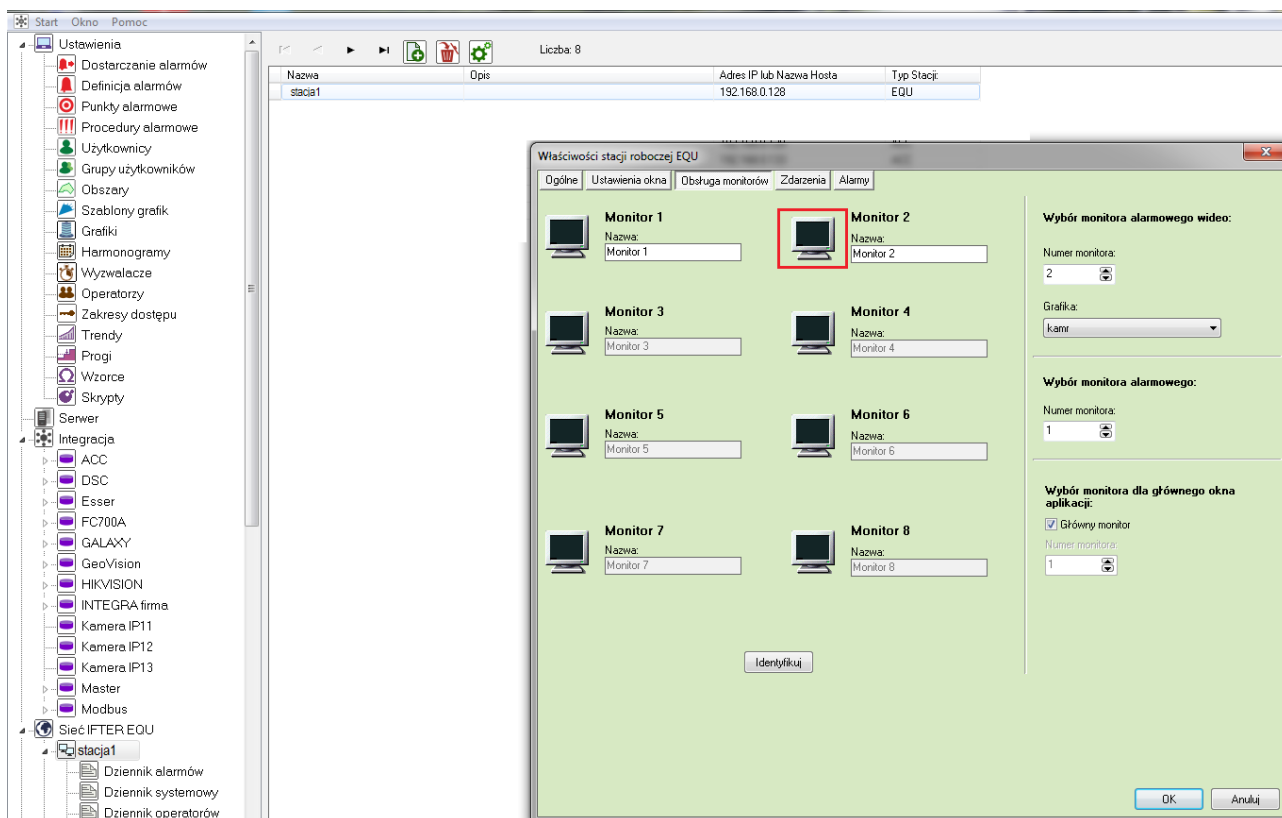 Start Okno Pomoc
Ustawienia
Dostarczanie alarmów
Definicja alarmów
Punkty alarmowe
Procedury alarmowe
Użytkownicy
Grupy użytkowników
Obszary
Szablony grafik
Grafiki
Harmonogramy
Wyzwalacze
Operatorzy
Zakresy dostępu
Trendy
Progi
Wzorce
Skrypty
Serwer
Integracja
ACC
DSC
Esser
FC700A
GALAXY
GeoVision
HIKVISION
INTEGRA firma
Kamera IP11
Kamera IP12
Kamera IP13
Master
Modbus
Sieć IFTER EQU
stacja1
Dziennik alarmów
Dziennik systemowy
Dziennik operatorów
Liczba: 8
Nazwa Opis Adres IP lub Nazwa Hosta Typ Stacji:
stacja1 192.168.0.128 EQU
Właściwości stacji roboczej EQU
Ogólne Ustawienia okna Obsługa monitorów Zdarzenia Alarmy
Monitor 1
Nazwa:
Monitor 1
Monitor 2
Nazwa:
Monitor 2
Monitor 3
Nazwa:
Monitor 3
Monitor 4
Nazwa:
Monitor 4
Monitor 5
Nazwa:
Monitor 5
Monitor 6
Nazwa:
Monitor 6
Monitor 7
Nazwa:
Monitor 7
Monitor 8
Nazwa:
Monitor 8
Identyfikuj
Wybór monitora alarmowego wideo:
Numer monitora:
2
Grafika:
kamr
Wybór monitora alarmowego:
Numer monitora:
1
Wybór monitora dla głównego okna
aplikacji:
Główny monitor
Numer monitora:
1
OK Anuluj